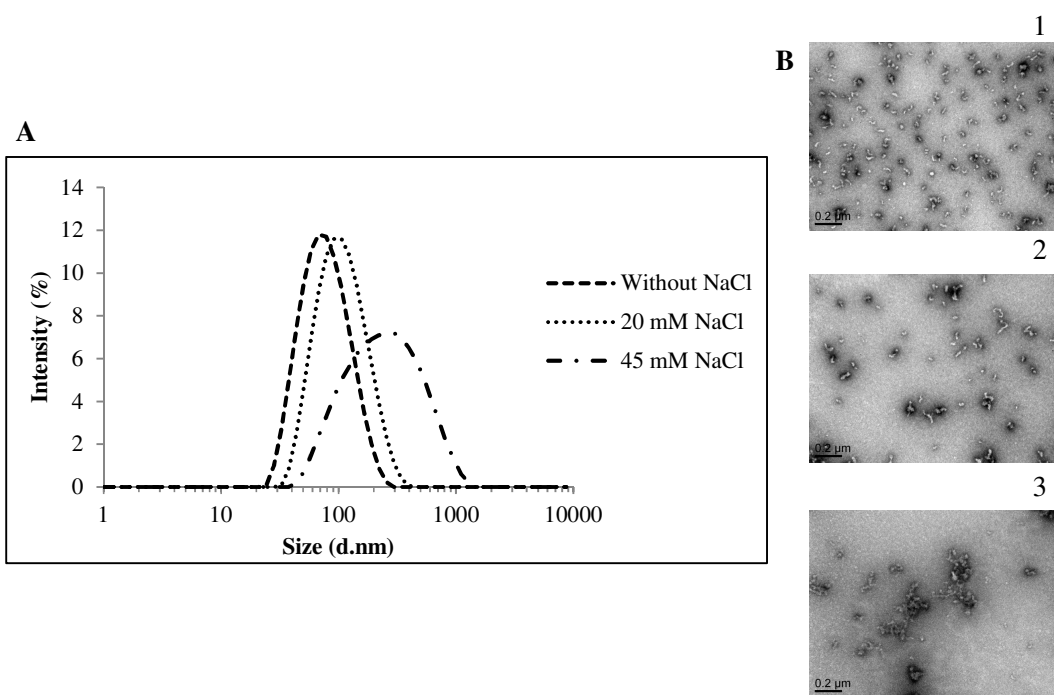 A
14
12
10
8
6
4
2
0
Intensity (%)
1 10 100 1000 10000
Size (d.nm)
Without NaCl
20 mM NaCl
45 mM NaCl
B
1
0.2 µm
2
0.2 µm
3
0.2 µm